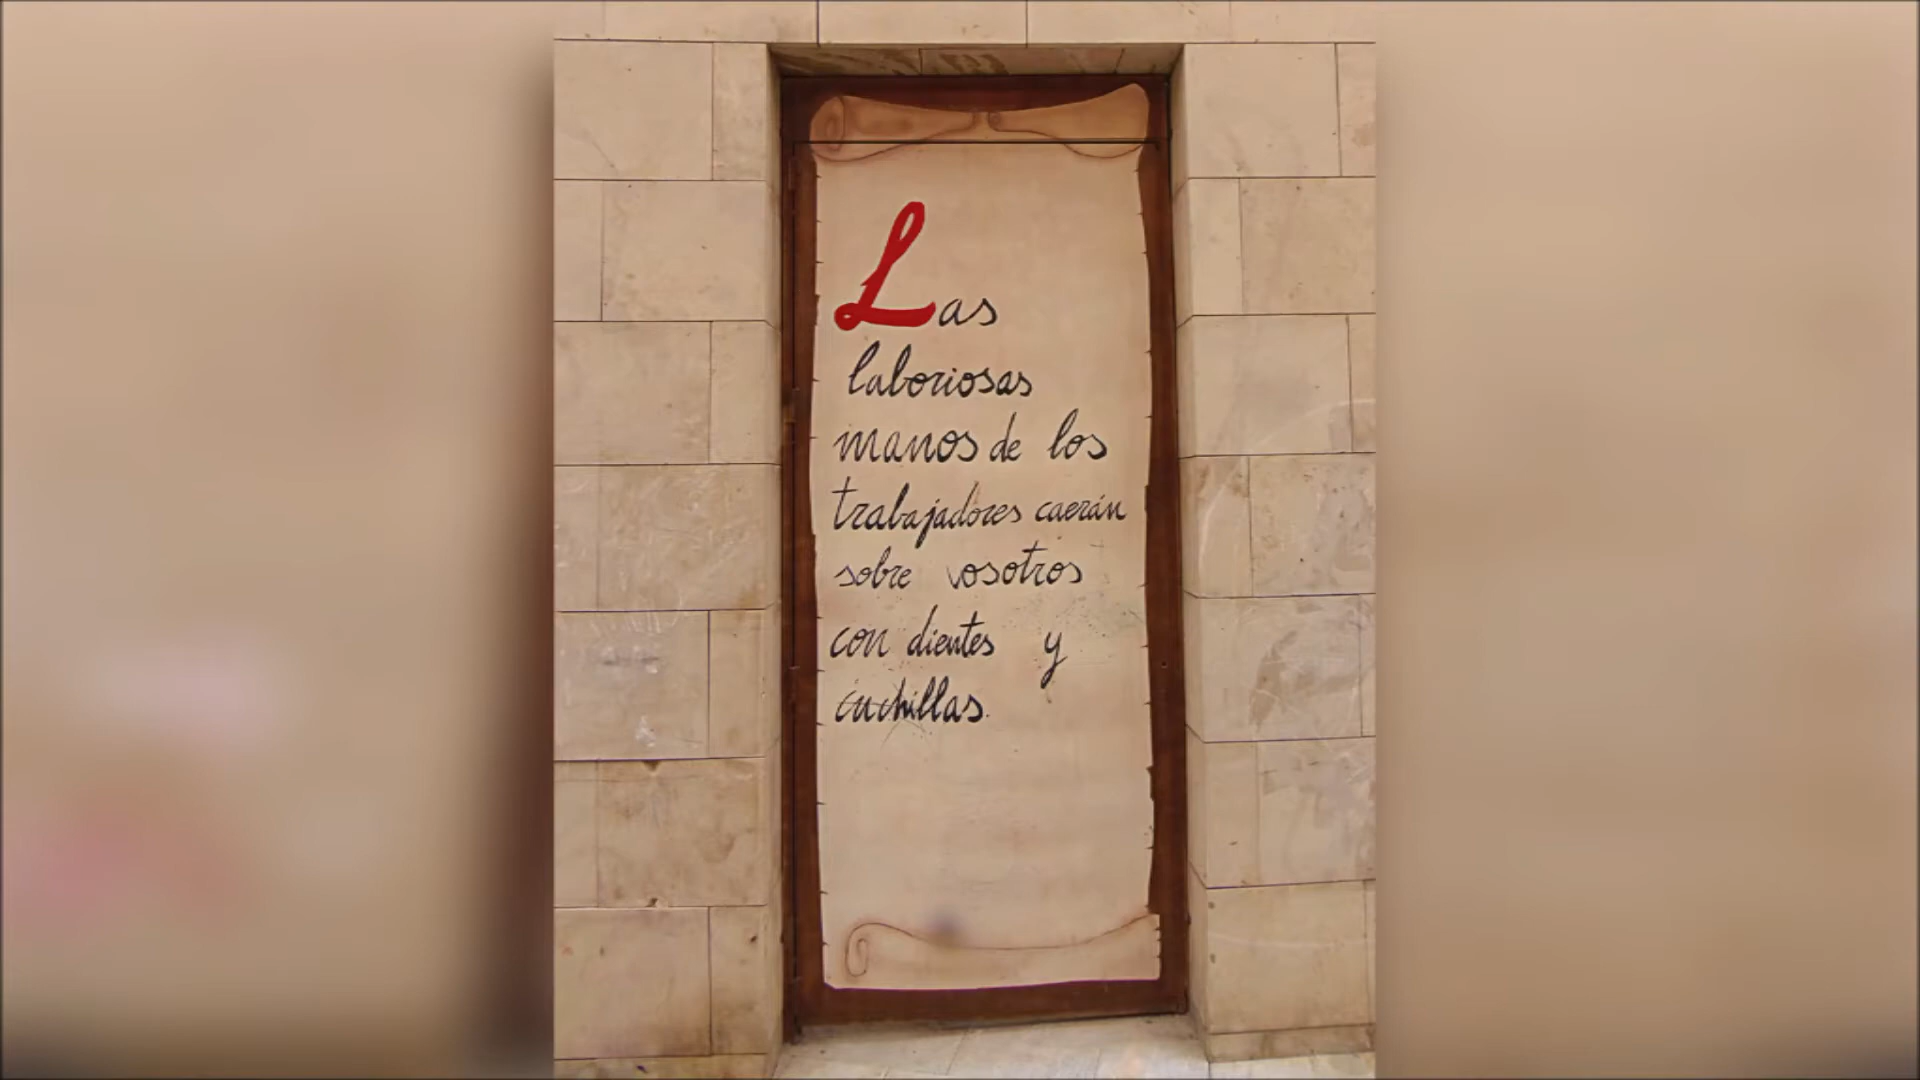 Las
laboriosas
manos de los
trabajadores caerán
sobre vosotros
con dientes y
cuchillas.